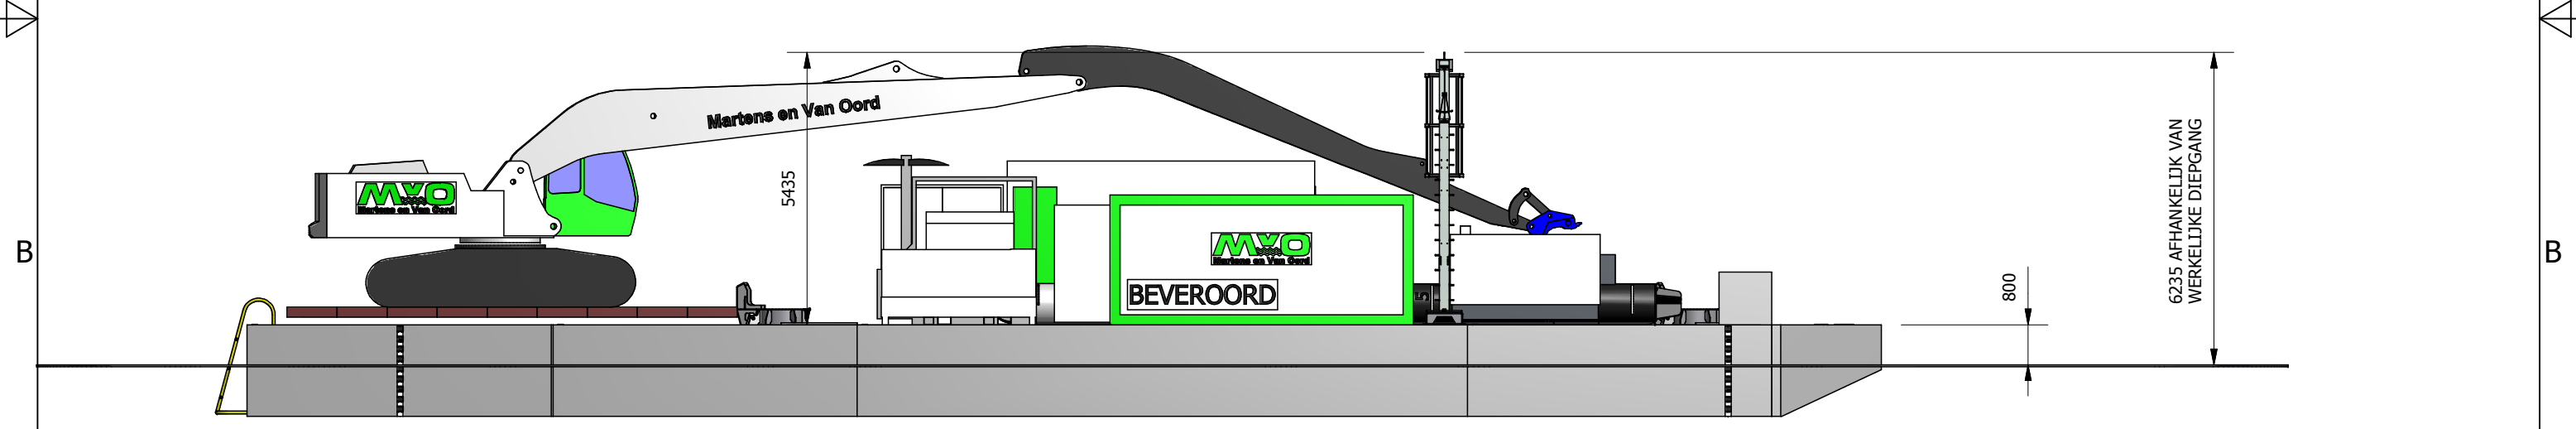 B
B
Martens en Van Oord
MVO
Martens en Van Oord
5435
MVO
Martens en Van Oord
BEVEROORD
5
800
6235 AFHANKELIJK VAN
WERKELIJKE DIEPGANG